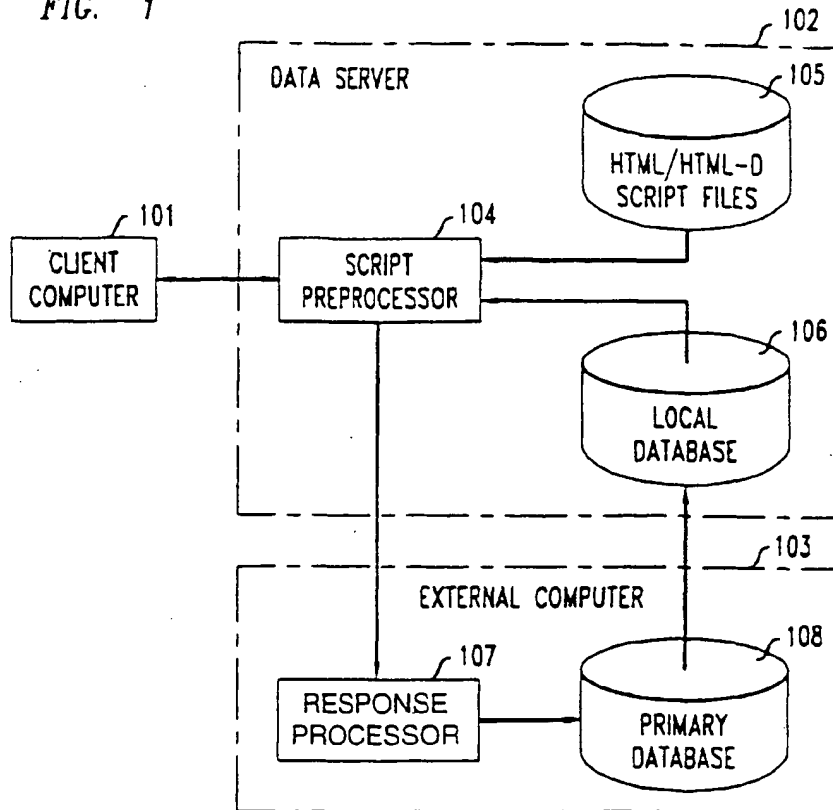 FIG. 1
102
DATA SERVER
105
HTML/HTML-D
SCRIPT FILES
101
CLIENT
COMPUTER
104
SCRIPT
PREPROCESSOR
106
LOCAL
DATABASE
103
EXTERNAL COMPUTER
107
RESPONSE
PROCESSOR
108
PRIMARY
DATABASE